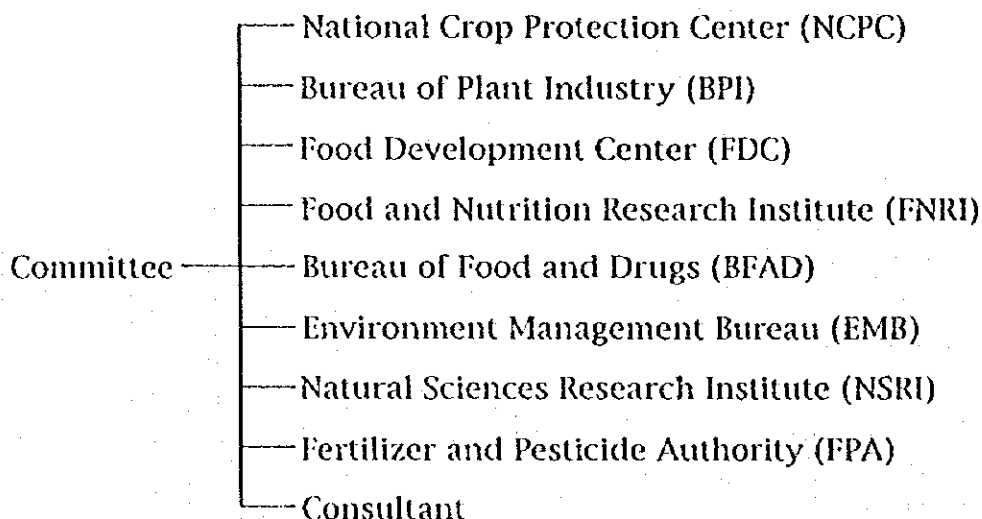 National Crop Protection Center (NCPC)
Bureau of Plant Industry (BPI)
Food Development Center (FDC)
Food and Nutrition Research Institute (FNRI)
Committee
Bureau of Food and Drugs (BFAD)
Environment Management Bureau (EMB)
Natural Sciences Research Institute (NSRI)
Fertilizer and Pesticide Authority (FPA)
Consultant